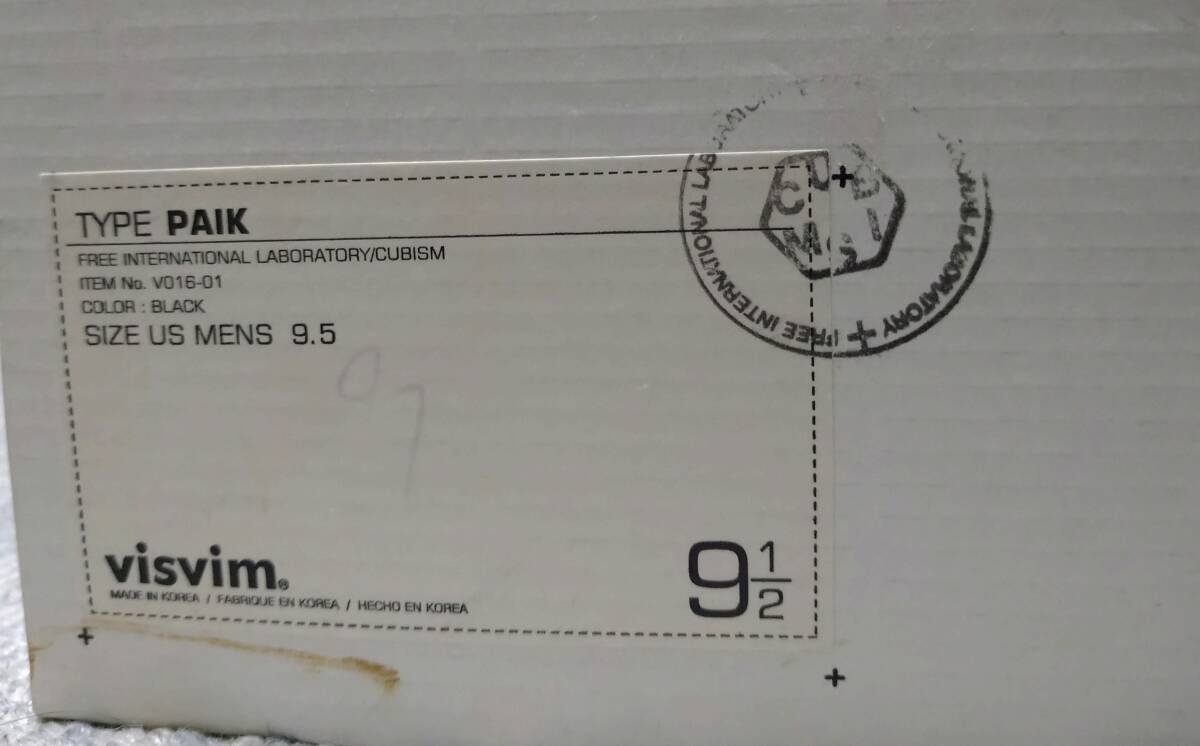 TYPE PAIK
FREE INTERNATIONAL LABORATORY/CUBISM
ITEM No. V016-01
COLOR : BLACK
SIZE US MENS 9.5
visvim®
MADE IN KOREA / FABRIQUE EN KOREA / HECHO EN KOREA
9 1/2
FREE INTERNATIONAL LABORATORY +